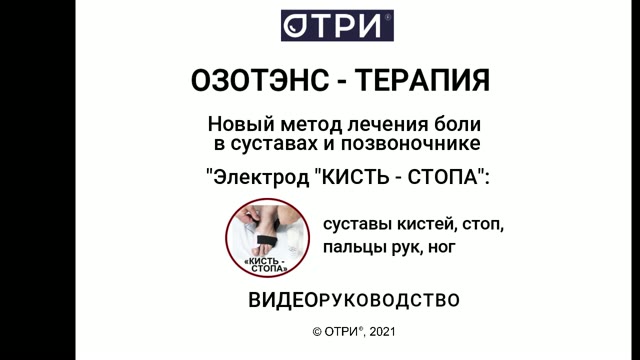 ОТРИ®
ОЗОТЭНС - ТЕРАПИЯ
Новый метод лечения боли
в суставах и позвоночнике
"Электрод "КИСТЬ - СТОПА":
суставы кистей, стоп,
пальцы рук, ног
«КИСТЬ -
СТОПА»
ВИДЕОРУКОВОДСТВО
© ОТРИ®, 2021